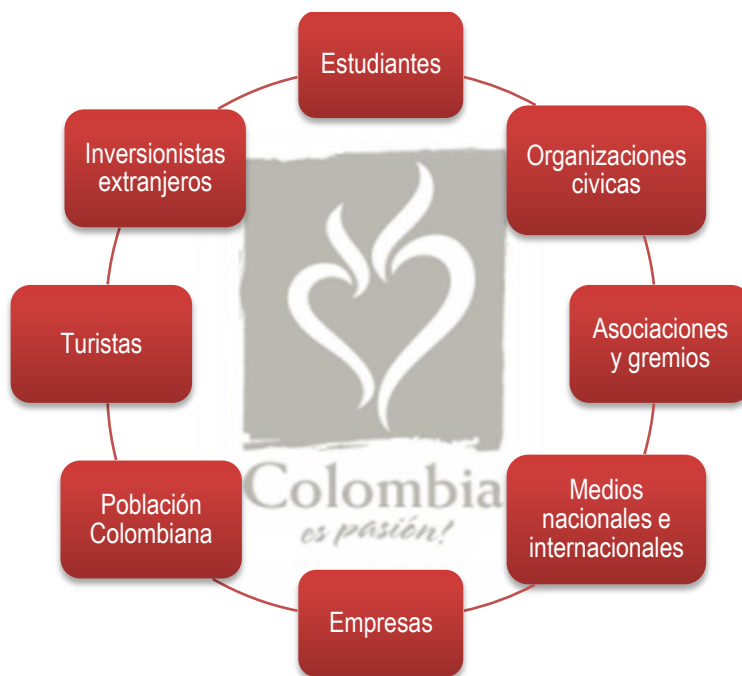 Estudiantes
Organizaciones
civicas
Asociaciones
y gremios
Medios
nacionales e
internacionales
Empresas
Población
Colombiana
Turistas
Inversionistas
extranjeros
Colombia
es pasión!